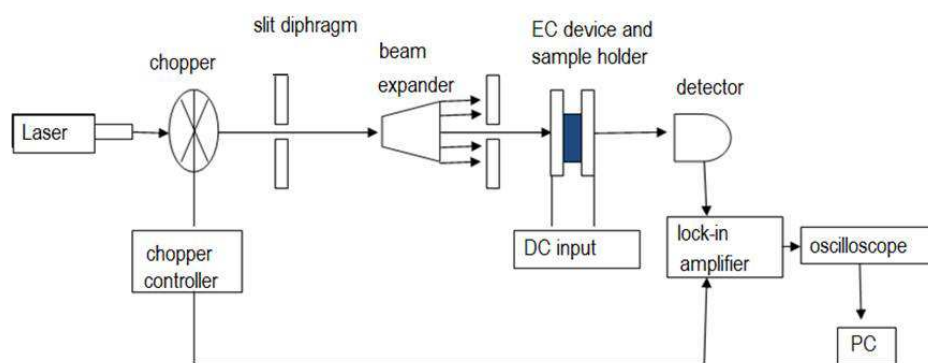 slit diphragm
EC device and
sample holder
beam
expander
chopper
detector
Laser
DC input
lock-in
amplifier
oscilloscope
chopper
controller
PC